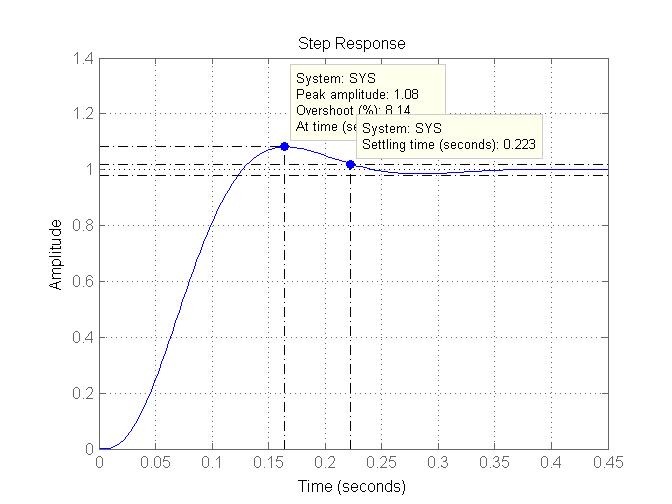 Step Response
1.4
1.2
1
0.8
0.6
0.4
0.2
0
Amplitude
System: SYS
Peak amplitude: 1.08
Overshoot (%): 8.14
At time
System: SYS
Settling time (seconds): 0.223
0 0.05 0.1 0.15 0.2 0.25 0.3 0.35 0.4 0.45
Time (seconds)